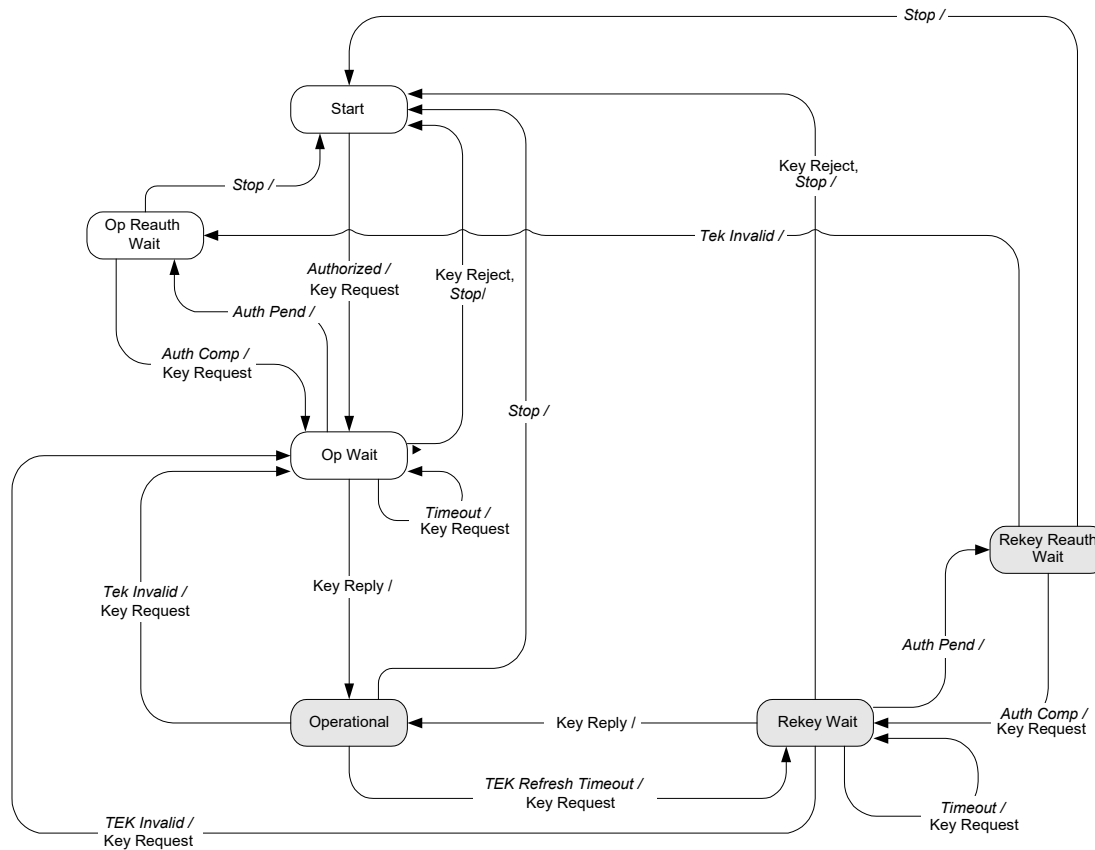 Stop /
Start
Key Reject,
Stop /
Stop /
Op Reauth
Wait
Tek Invalid /
Authorized /
Key Request
Key Reject,
Stop/
Auth Pend /
Auth Comp /
Key Request
Stop /
Op Wait
Timeout /
Key Request
Rekey Reauth
Wait
Tek Invalid /
Key Request
Key Reply /
Auth Pend /
Operational
Key Reply /
Rekey Wait
Auth Comp /
Key Request
TEK Refresh Timeout /
Key Request
Timeout /
Key Request
TEK Invalid /
Key Request